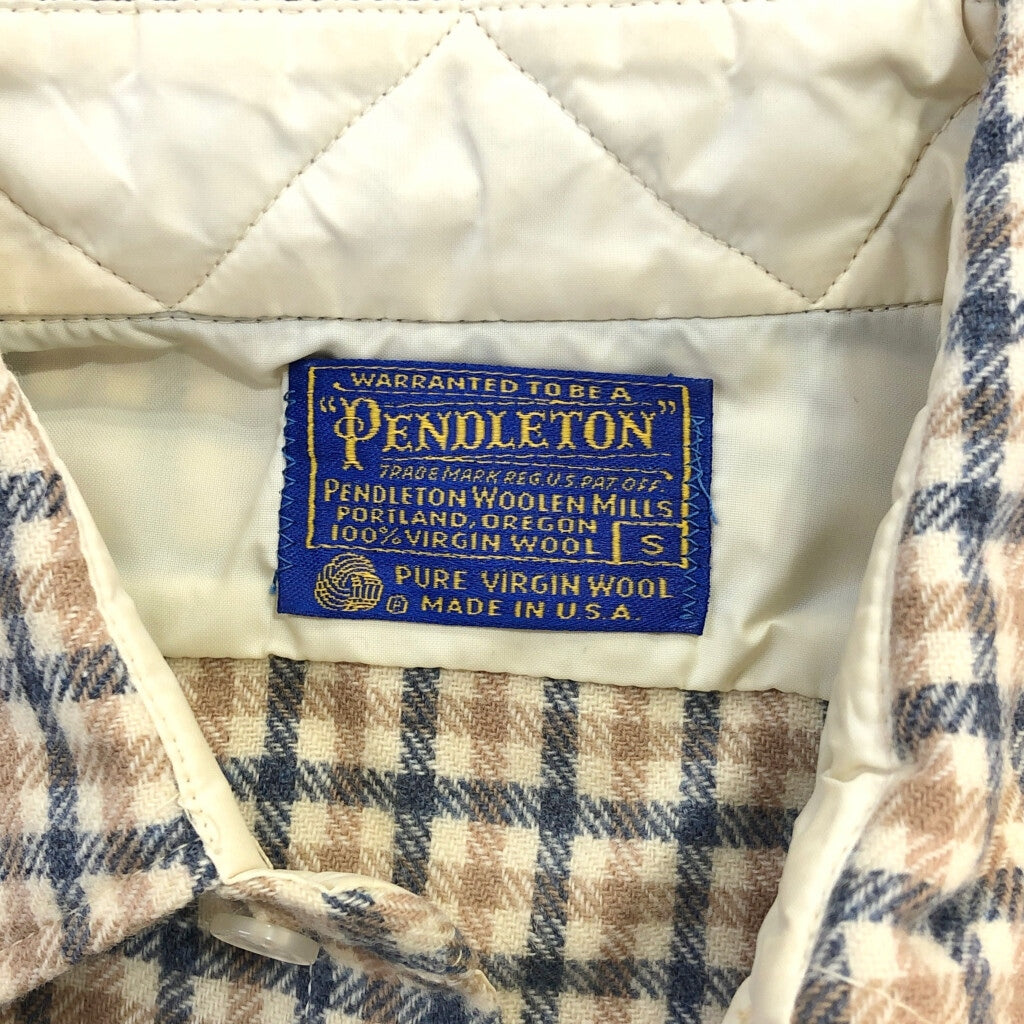 WARRANTED TO BE A
"PENDLETON"
TRADE MARK REG. U.S. PAT. OFF.
PENDLETON WOOLEN MILLS
PORTLAND, OREGON
100% VIRGIN WOOL S
PURE VIRGIN WOOL
® MADE IN U.S.A.